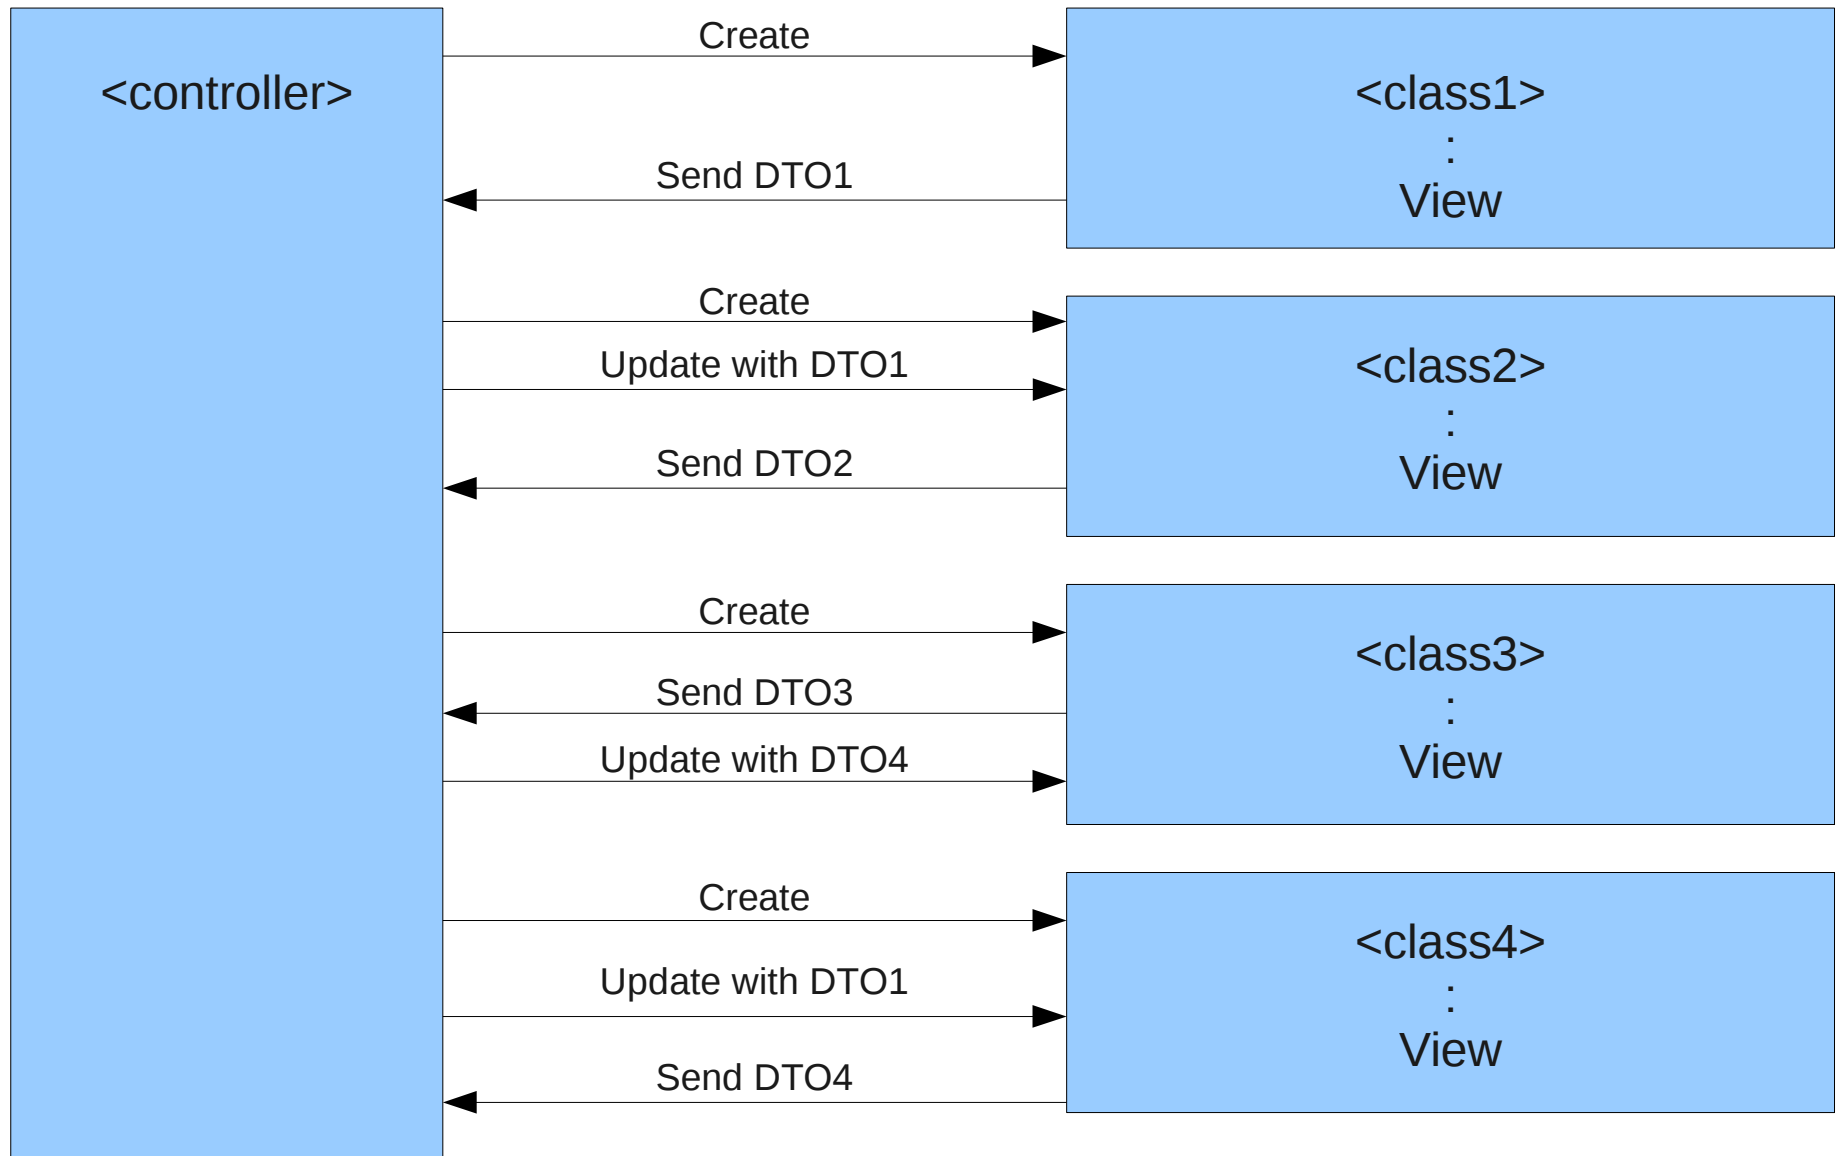 <controller>
Create
Send DTO1
<class1>
:
View
Create
Update with DTO1
Send DTO2
<class2>
:
View
Create
Send DTO3
Update with DTO4
<class3>
:
View
Create
Update with DTO1
Send DTO4
<class4>
:
View